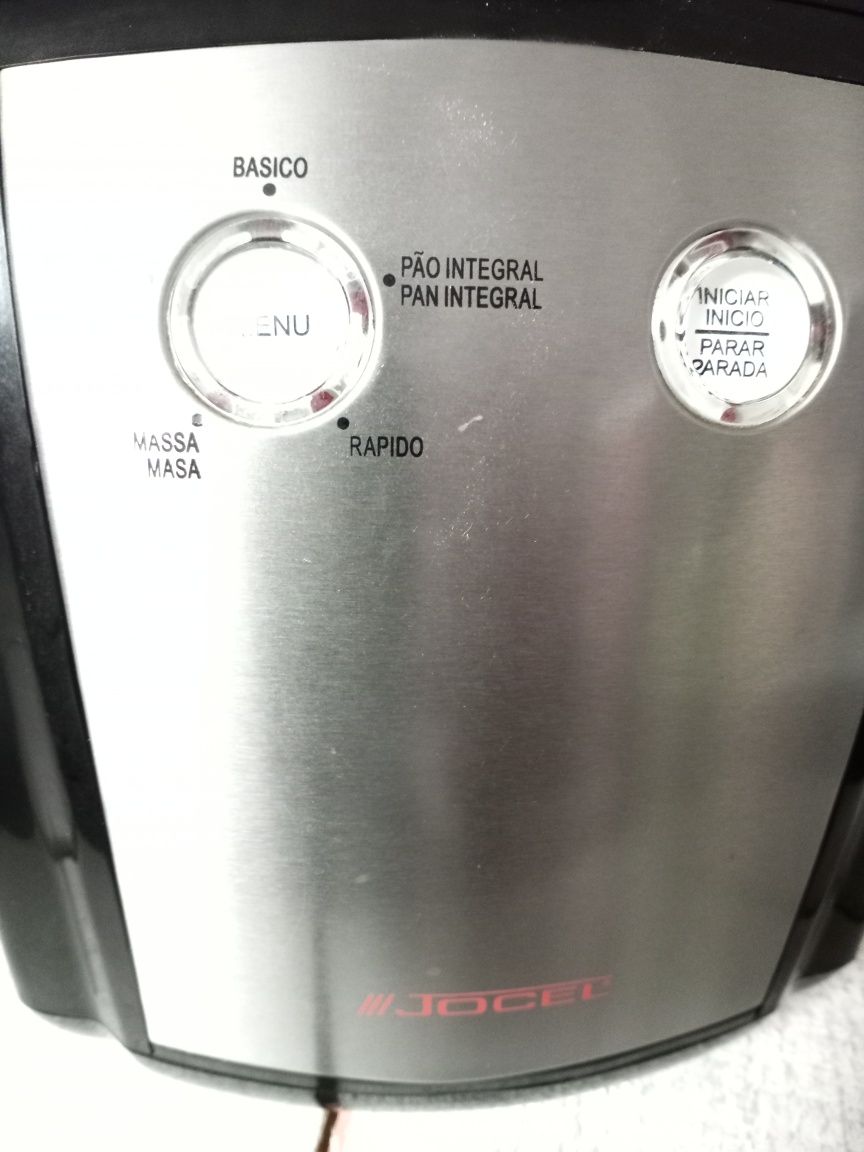 BASICO
PÃO INTEGRAL
PAN INTEGRAL
MENU
INICIAR
INICIO
PARAR
PARADA
MASSA
MASA
RAPIDO
JOCEL